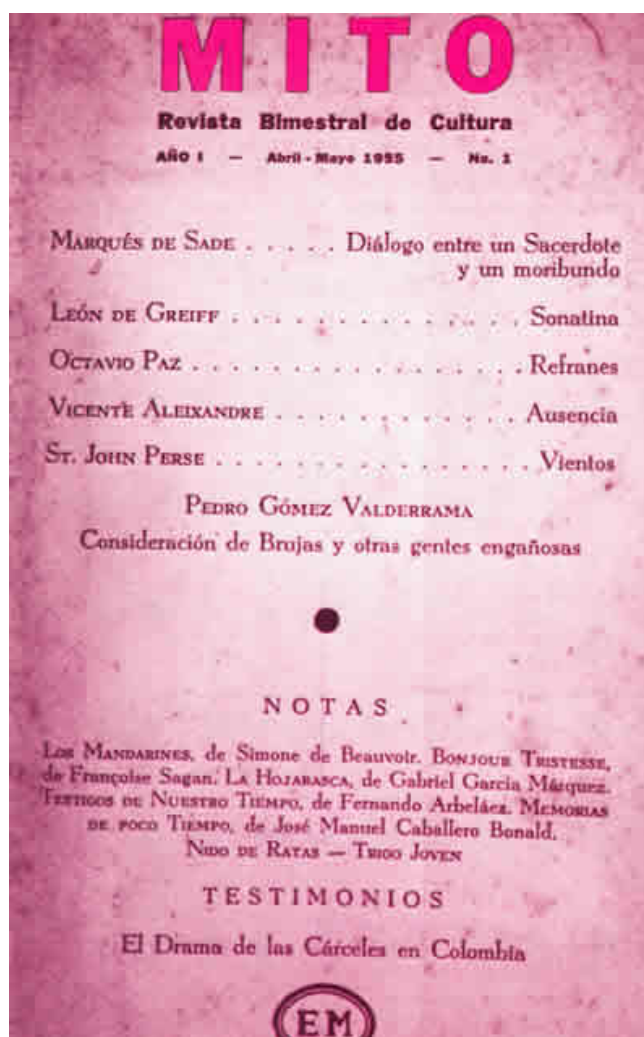 MITO
Revista Bimestral de Cultura
AÑO I — Abril - Mayo 1955 — No. 1
MARQUÉS DE SADE . . . . . Diálogo entre un Sacerdote
y un moribundo
LEÓN DE GREIFF . . . . . . . . . . . . . . Sonatina
OCTAVIO PAZ . . . . . . . . . . . . . . . . . Refranes
VICENTE ALEIXANDRE . . . . . . . . . . . . Ausencia
ST. JOHN PERSE . . . . . . . . . . . . . . . . Vientos
PEDRO GÓMEZ VALDERRAMA
Consideración de Brujas y otras gentes engañosas
NOTAS
LOS MANDARINES, de Simone de Beauvoir. BONJOUR TRISTESSE,
de Françoise Sagan. LA HOJARASCA, de Gabriel García Márquez.
TESTIGOS DE NUESTRO TIEMPO, de Fernando Arbeláez. MEMORIAS
DE POCO TIEMPO, de José Manuel Caballero Bonald.
NIDO DE RATAS — TRIGO JOVEN
TESTIMONIOS
El Drama de las Cárceles en Colombia
EM